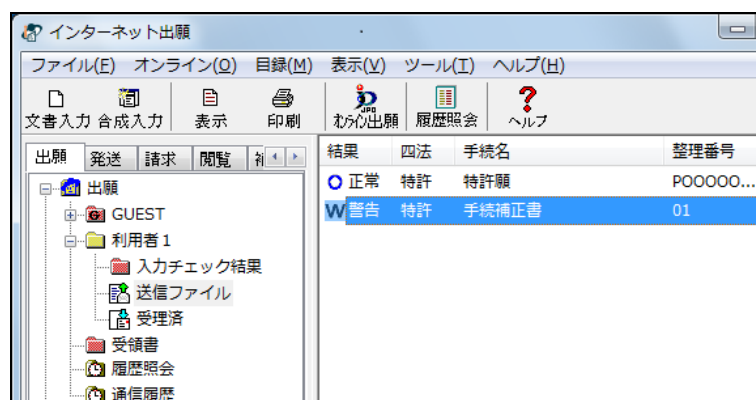 インターネット出願
ファイル(F) オンライン(O) 目録(M) 表示(V) ツール(T) ヘルプ(H)
文書入力 合成入力 表示 印刷 オンライン出願 履歴照会 ヘルプ
出願 発送 請求 閲覧
結果 四法 手続名 整理番号
正常 特許 特許願 P00000...
W警告 特許 手続補正書 01
出願
GUEST
利用者1
入力チェック結果
送信ファイル
受理済
受領書
履歴照会
通信履歴